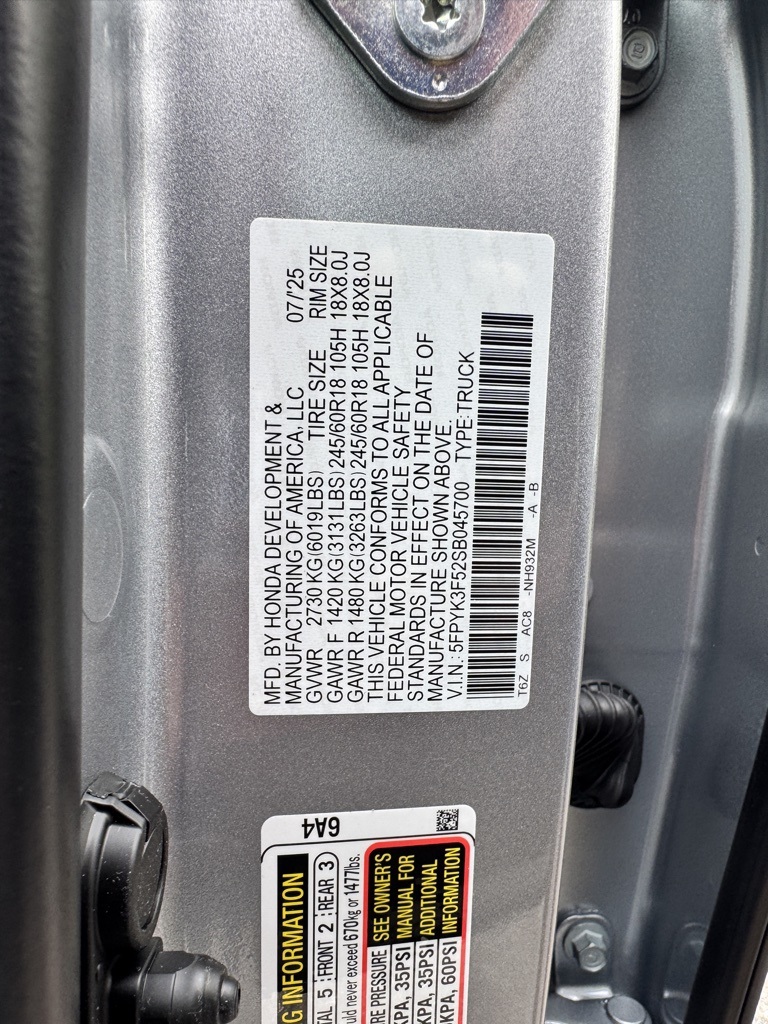 MFD. BY HONDA DEVELOPMENT &
MANUFACTURING OF AMERICA, LLC 07/'25
GVWR 2730 KG(6019LBS) TIRE SIZE RIM SIZE
GAWR F 1420 KG(3131LBS) 245/60R18 105H 18X8.0J
GAWR R 1480 KG(3263LBS) 245/60R18 105H 18X8.0J
THIS VEHICLE CONFORMS TO ALL APPLICABLE
FEDERAL MOTOR VEHICLE SAFETY
STANDARDS IN EFFECT ON THE DATE OF
MANUFACTURE SHOWN ABOVE.
V.I.N.: 5FPYK3F52SB045700 TYPE: TRUCK
T6Z S AC8 -NH932M -A -B
6A4
INFORMATION
5 FRONT 2 REAR 3
never exceed 670kg or 1477lbs.
PRESSURE SEE OWNER'S
KPA, 35PSI MANUAL FOR
KPA, 35PSI ADDITIONAL
KPA, 60PSI INFORMATION